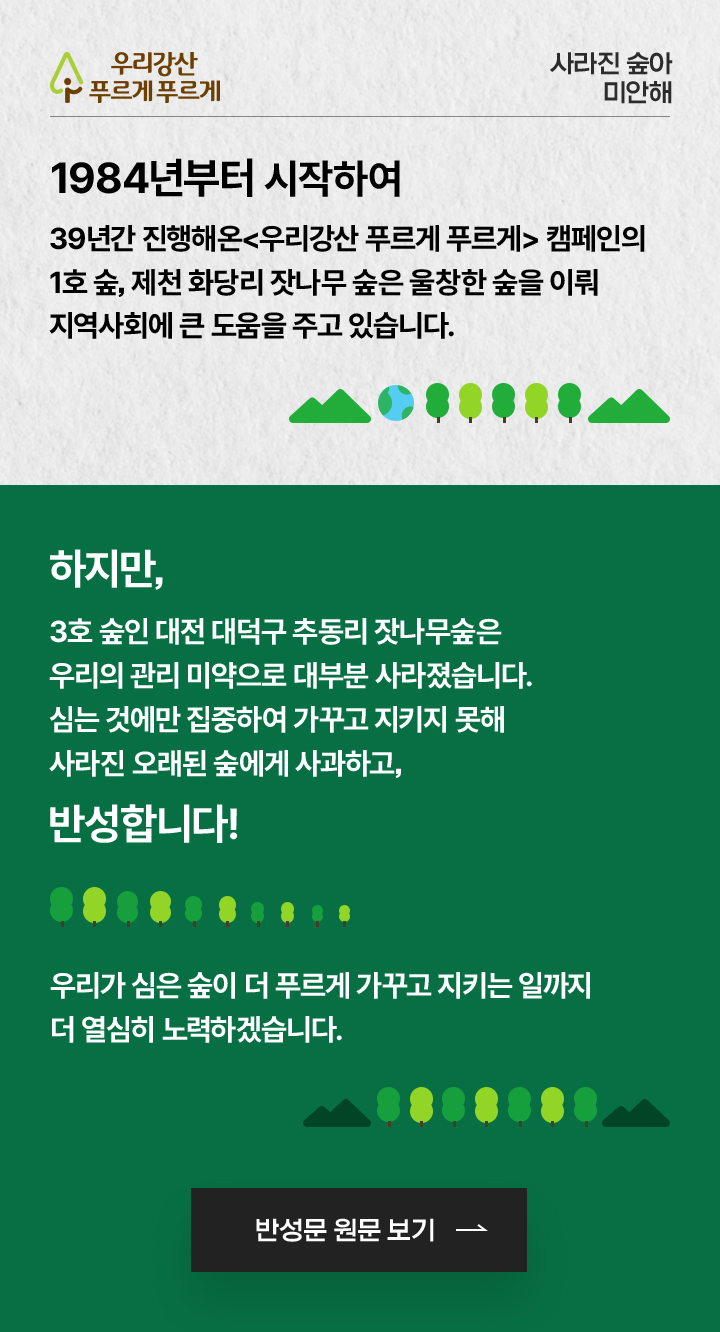 우리강산
푸르게 푸르게
사라진 숲아
미안해
1984년부터 시작하여
39년간 진행해온<우리강산 푸르게 푸르게> 캠페인의
1호 숲, 제천 화당리 잣나무 숲은 울창한 숲을 이뤄
지역사회에 큰 도움을 주고 있습니다.
하지만,
3호 숲인 대전 대덕구 추동리 잣나무숲은
우리의 관리 미약으로 대부분 사라졌습니다.
심는 것에만 집중하여 가꾸고 지키지 못해
사라진 오래된 숲에게 사과하고,
반성합니다!
우리가 심은 숲이 더 푸르게 가꾸고 지키는 일까지
더 열심히 노력하겠습니다.
반성문 원문 보기